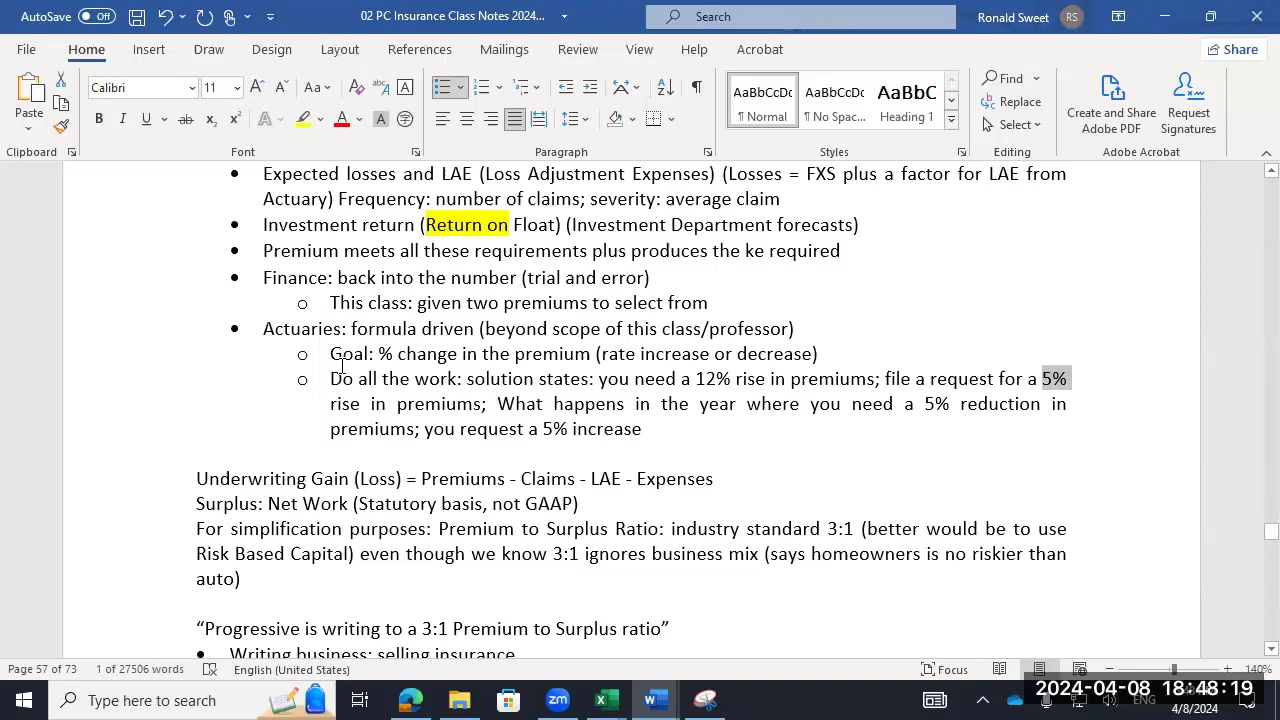 AutoSave Off 02 PC Insurance Class Notes 2024... Search Ronald Sweet RS
File Home Insert Draw Design Layout References Mailings Review View Help Acrobat Share
Calibri 11 Aa AaBbCcDc AaBbCcDc AaBbC Find
Paste Replace Create and Share Request
B I U ab x₂ x² A A A ¶ Normal ¶ No Spac... Heading 1 Select Adobe PDF Signatures
Clipboard Font Paragraph Styles Editing
• Expected losses and LAE (Loss Adjustment Expenses) (Losses = FXS plus a factor for LAE from
Actuary) Frequency: number of claims; severity: average claim
• Investment return (Return on Float) (Investment Department forecasts)
• Premium meets all these requirements plus produces the ke required
• Finance: back into the number (trial and error)
o This class: given two premiums to select from
• Actuaries: formula driven (beyond scope of this class/professor)
o Goal: % change in the premium (rate increase or decrease)
o Do all the work: solution states: you need a 12% rise in premiums; file a request for a 5%
rise in premiums; What happens in the year where you need a 5% reduction in
premiums; you request a 5% increase
Underwriting Gain (Loss) = Premiums - Claims - LAE - Expenses
Surplus: Net Work (Statutory basis, not GAAP)
For simplification purposes: Premium to Surplus Ratio: industry standard 3:1 (better would be to use
Risk Based Capital) even though we know 3:1 ignores business mix (says homeowners is no riskier than
auto)
“Progressive is writing to a 3:1 Premium to Surplus ratio”
• Writing business: selling insurance
Page 57 of 73 1 of 27506 words English (United States) Focus 140%
Type here to search zm 2024-04-08 18:48:19
ENG 4/8/2024